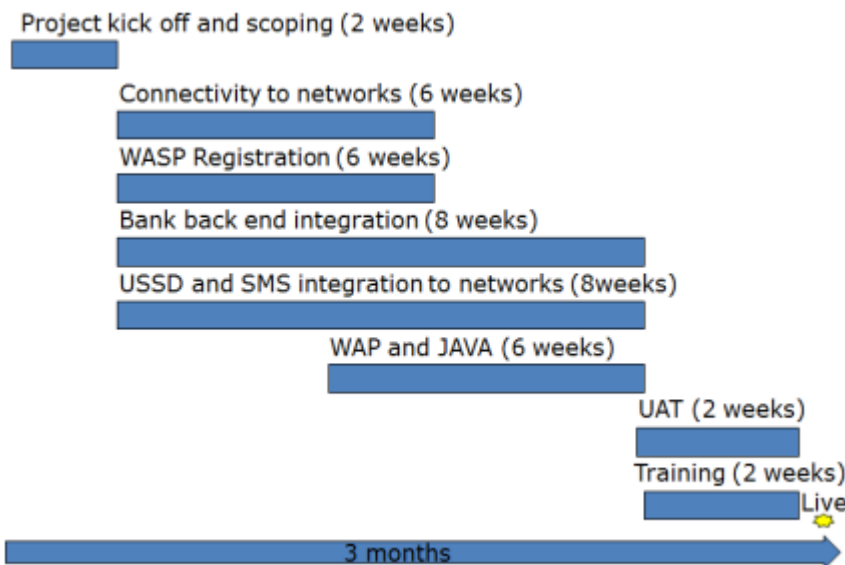 Project kick off and scoping (2 weeks)
Connectivity to networks (6 weeks)
WASP Registration (6 weeks)
Bank back end integration (8 weeks)
USSD and SMS integration to networks (8weeks)
WAP and JAVA (6 weeks)
UAT (2 weeks)
Training (2 weeks)
Live
3 months